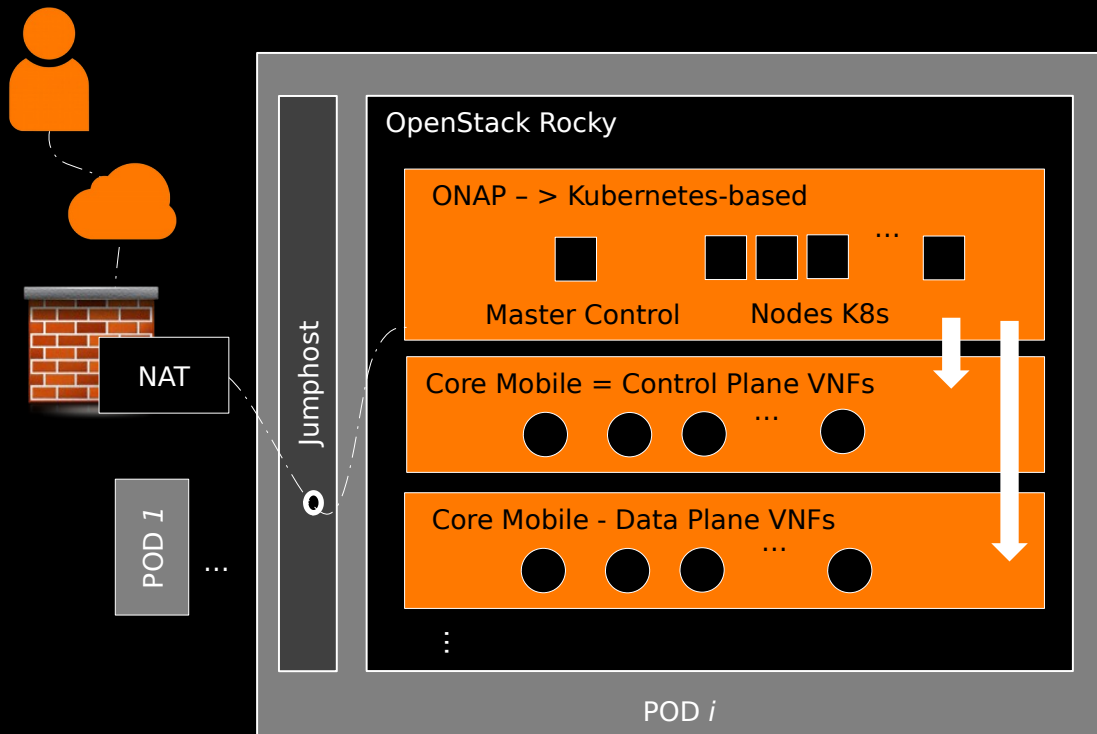 OpenStack Rocky
ONAP – > Kubernetes-based
...
Master Control
Nodes K8s
NAT
Jumphost
Core Mobile = Control Plane VNFs
...
Core Mobile - Data Plane VNFs
...
POD 1
...
...
POD i